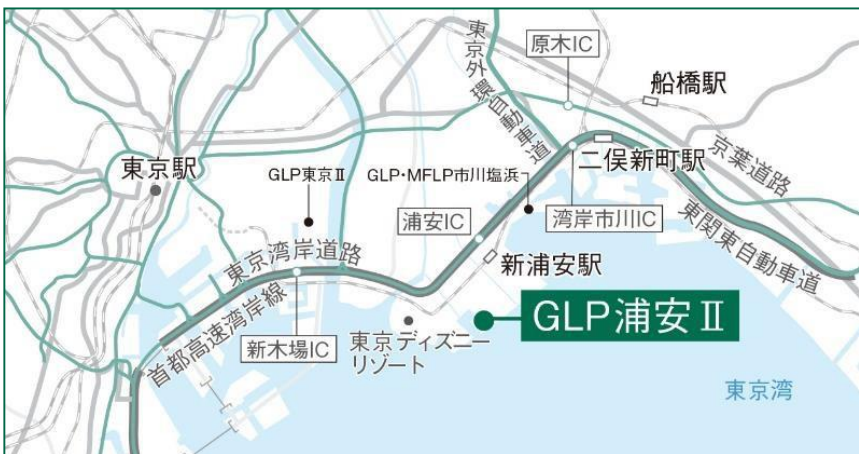 東京外環自動車道
原木IC
船橋駅
京葉道路
東京駅
GLP東京Ⅱ
GLP・MFLP市川塩浜
二俣新町駅
浦安IC
湾岸市川IC
東関東自動車道
東京湾岸道路
新浦安駅
首都高速湾岸線
新木場IC
東京ディズニー
リゾート
GLP浦安Ⅱ
東京湾